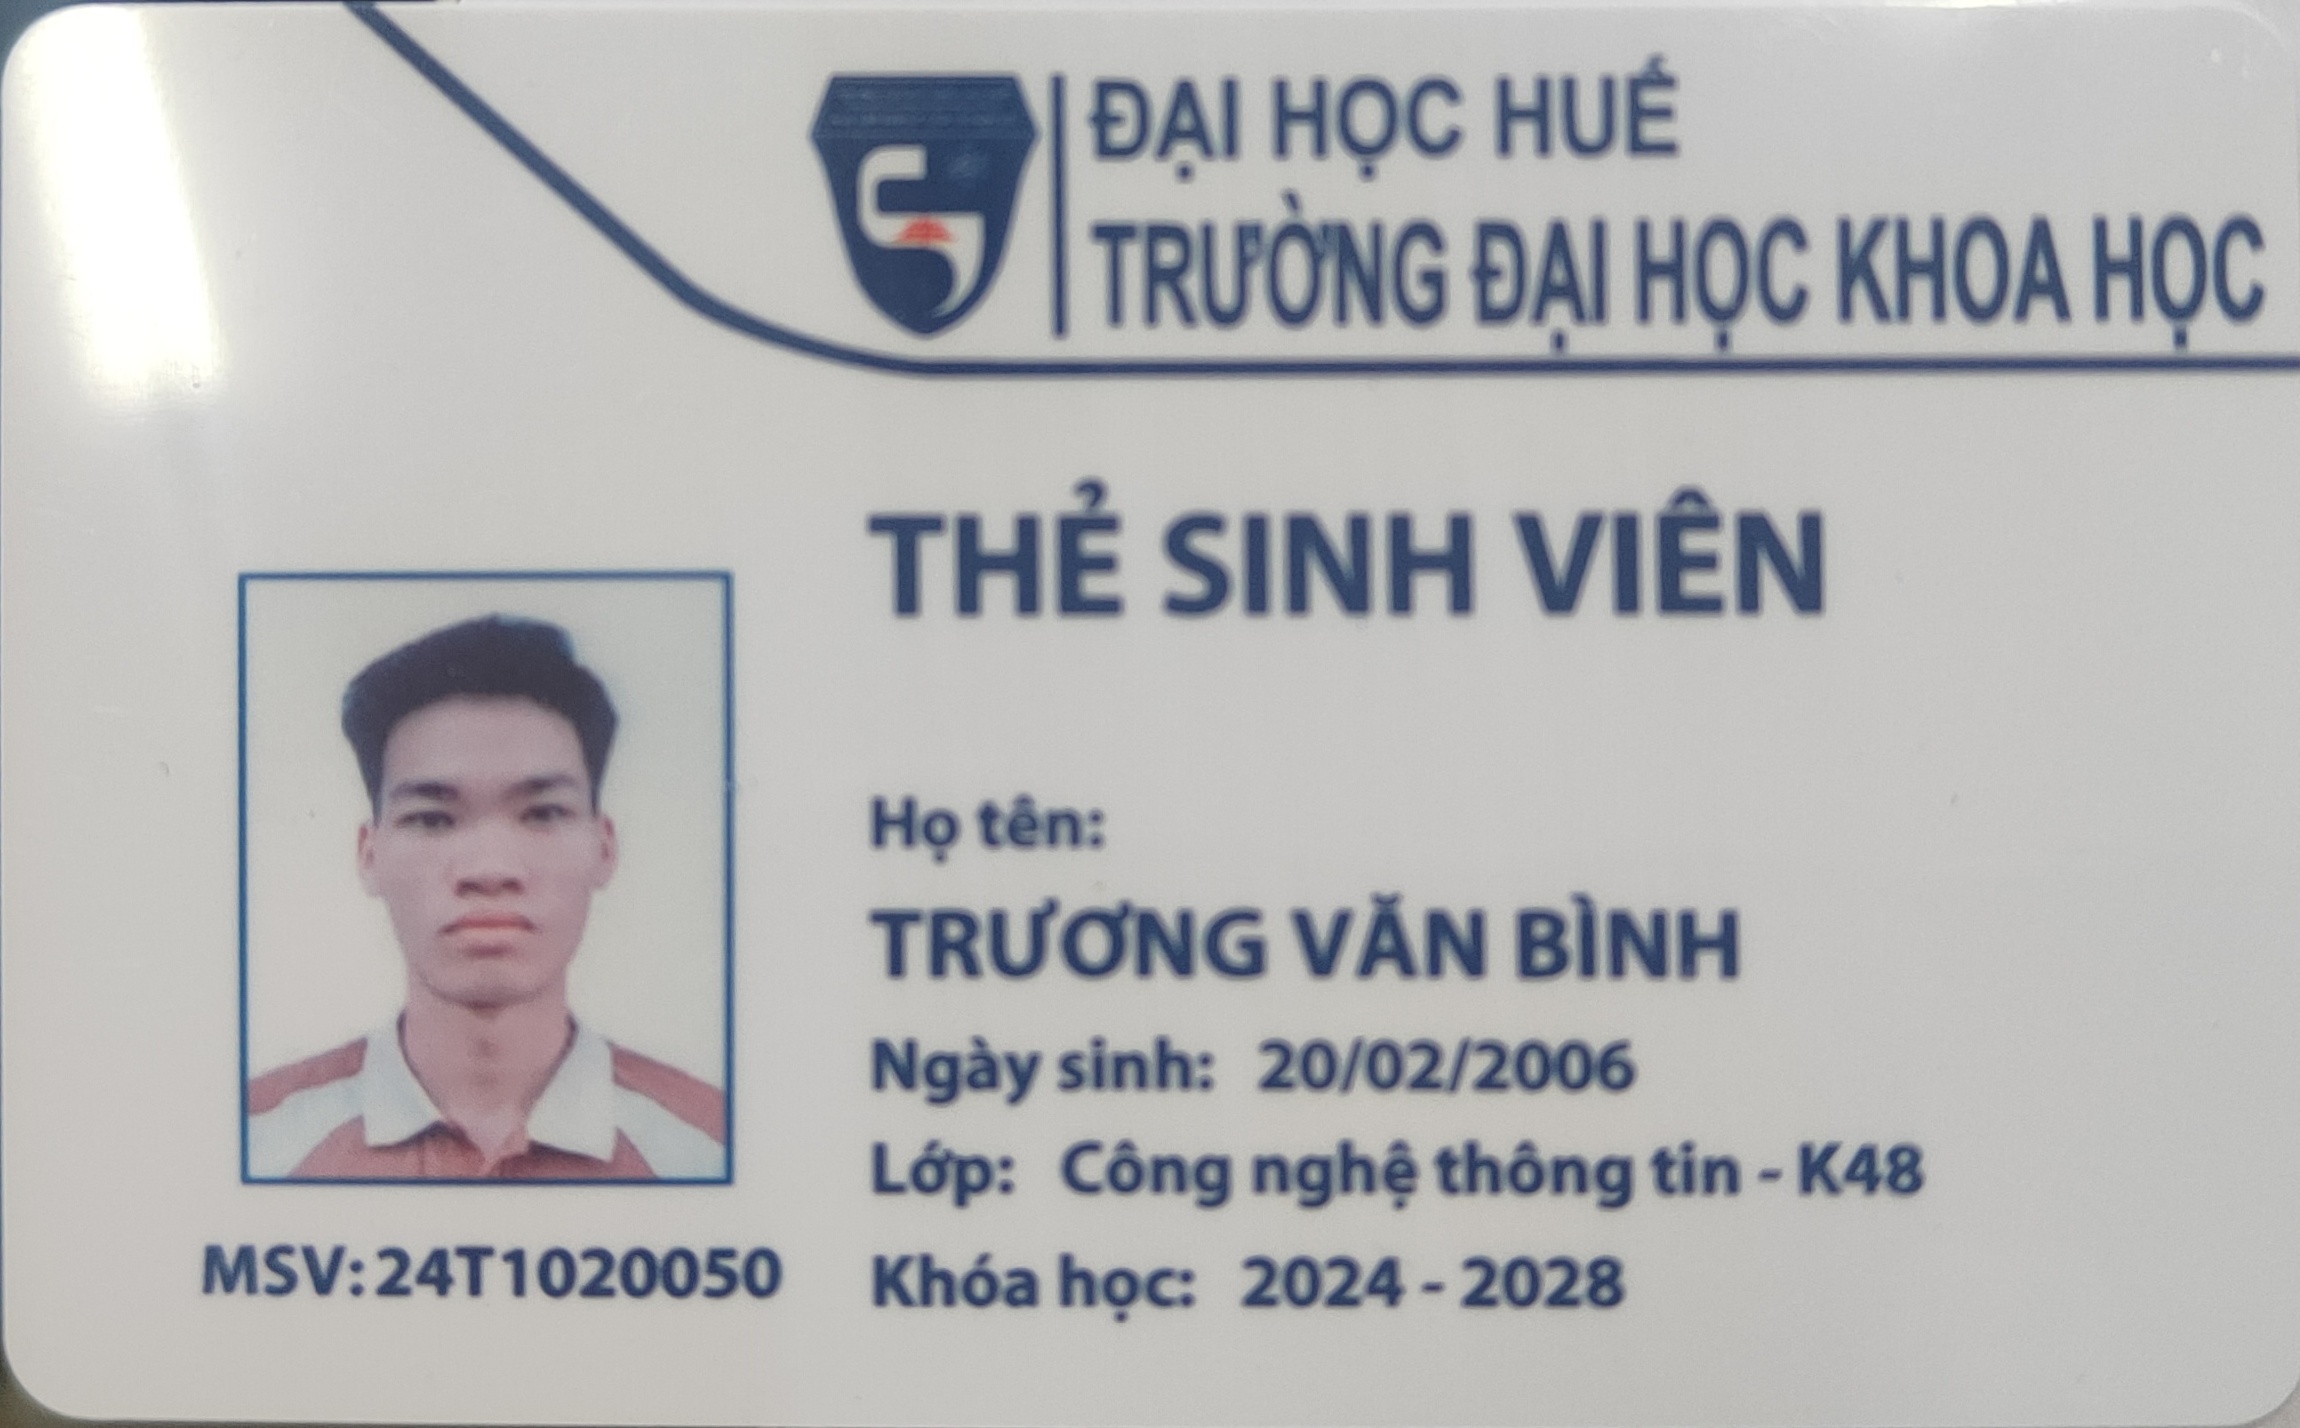 ĐẠI HỌC HUẾ
TRƯỜNG ĐẠI HỌC KHOA HỌC
THẺ SINH VIÊN
Họ tên:
TRƯƠNG VĂN BÌNH
Ngày sinh: 20/02/2006
Lớp: Công nghệ thông tin - K48
Khóa học: 2024 - 2028
MSV: 24T1020050